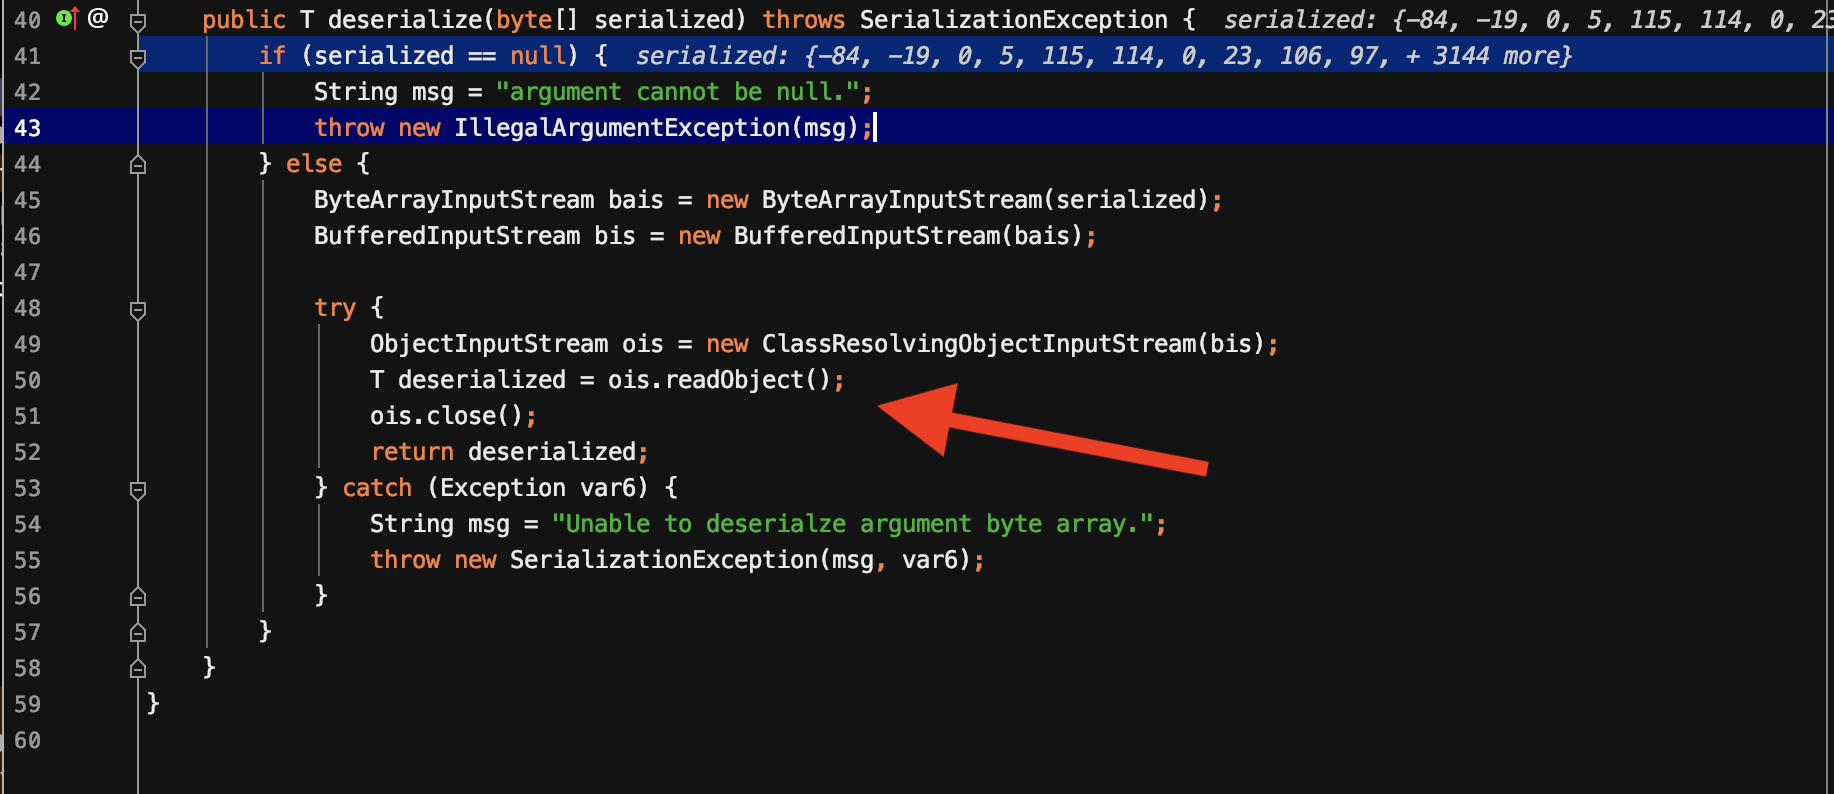 40 @ public T deserialize(byte[] serialized) throws SerializationException { serialized: {-84, -19, 0, 5, 115, 114, 0, 23
41 if (serialized == null) { serialized: {-84, -19, 0, 5, 115, 114, 0, 23, 106, 97, + 3144 more}
42 String msg = "argument cannot be null.";
43 throw new IllegalArgumentException(msg);
44 } else {
45 ByteArrayInputStream bais = new ByteArrayInputStream(serialized);
46 BufferedInputStream bis = new BufferedInputStream(bais);
47
48 try {
49 ObjectInputStream ois = new ClassResolvingObjectInputStream(bis);
50 T deserialized = ois.readObject();
51 ois.close();
52 return deserialized;
53 } catch (Exception var6) {
54 String msg = "Unable to deserialze argument byte array.";
55 throw new SerializationException(msg, var6);
56 }
57 }
58 }
59 }
60